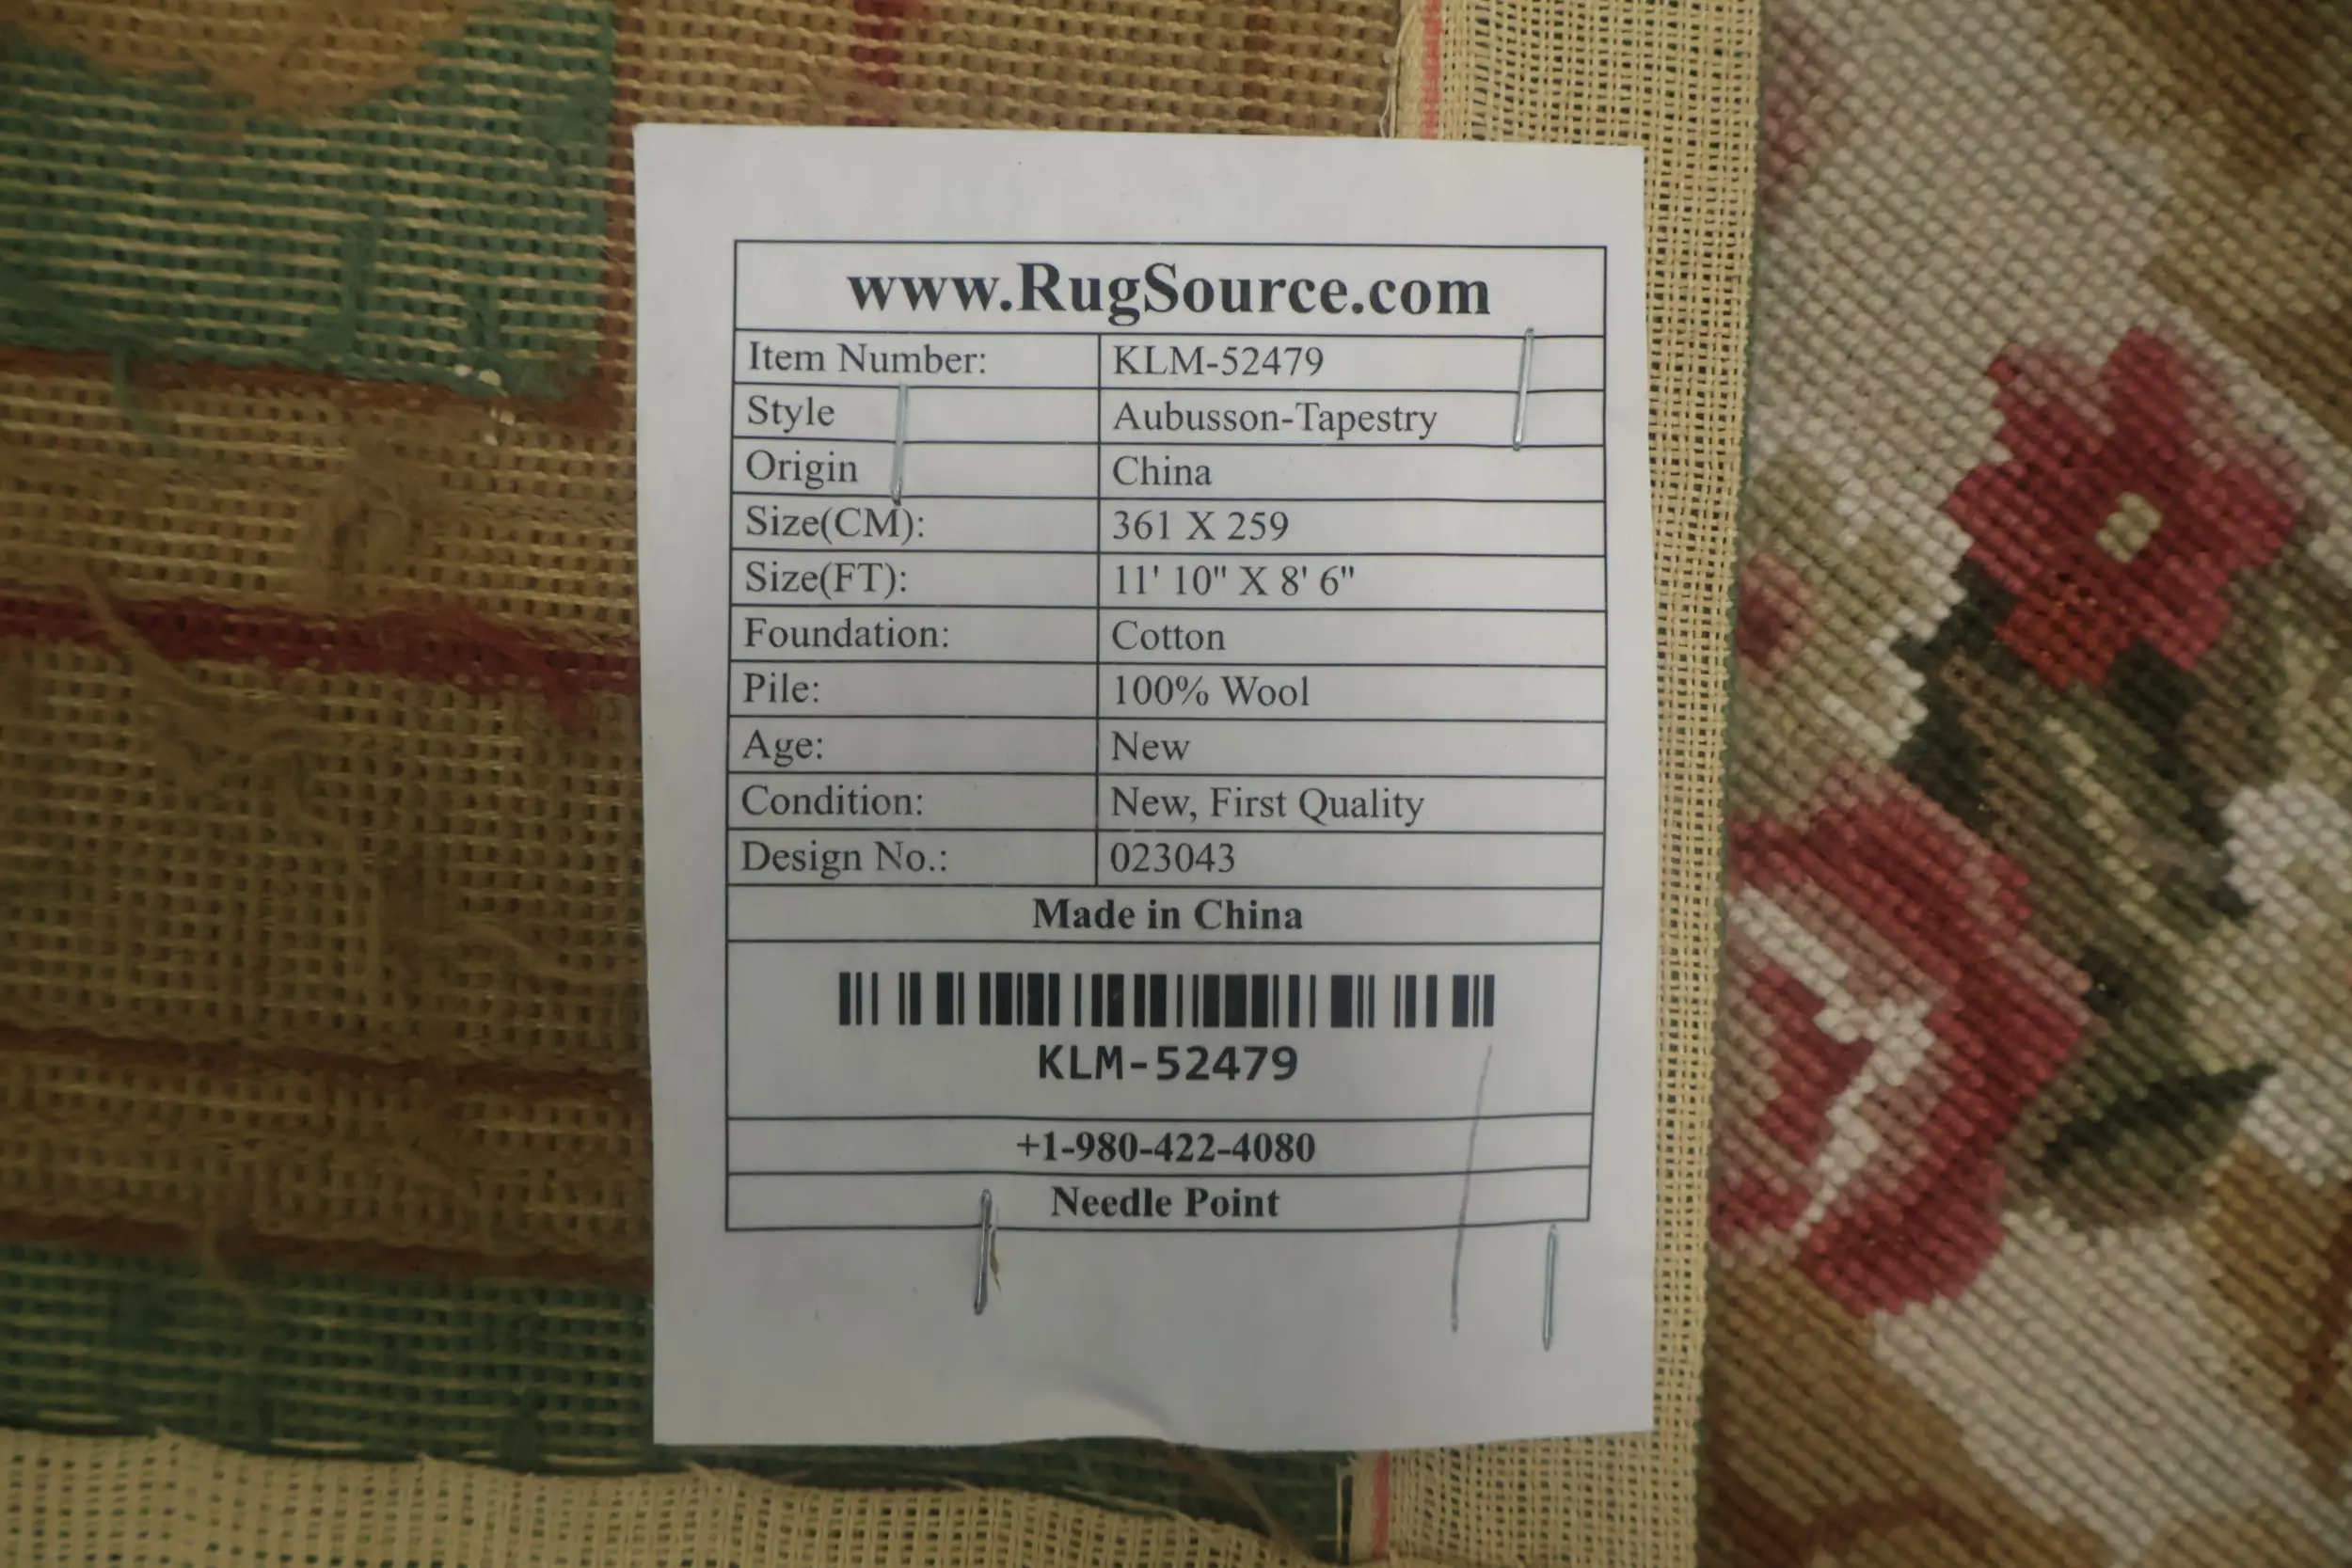 www.RugSource.com
Item Number: KLM-52479
Style Aubusson-Tapestry
Origin China
Size(CM): 361 X 259
Size(FT): 11' 10" X 8' 6"
Foundation: Cotton
Pile: 100% Wool
Age: New
Condition: New, First Quality
Design No.: 023043
Made in China
KLM-52479
+1-980-422-4080
Needle Point